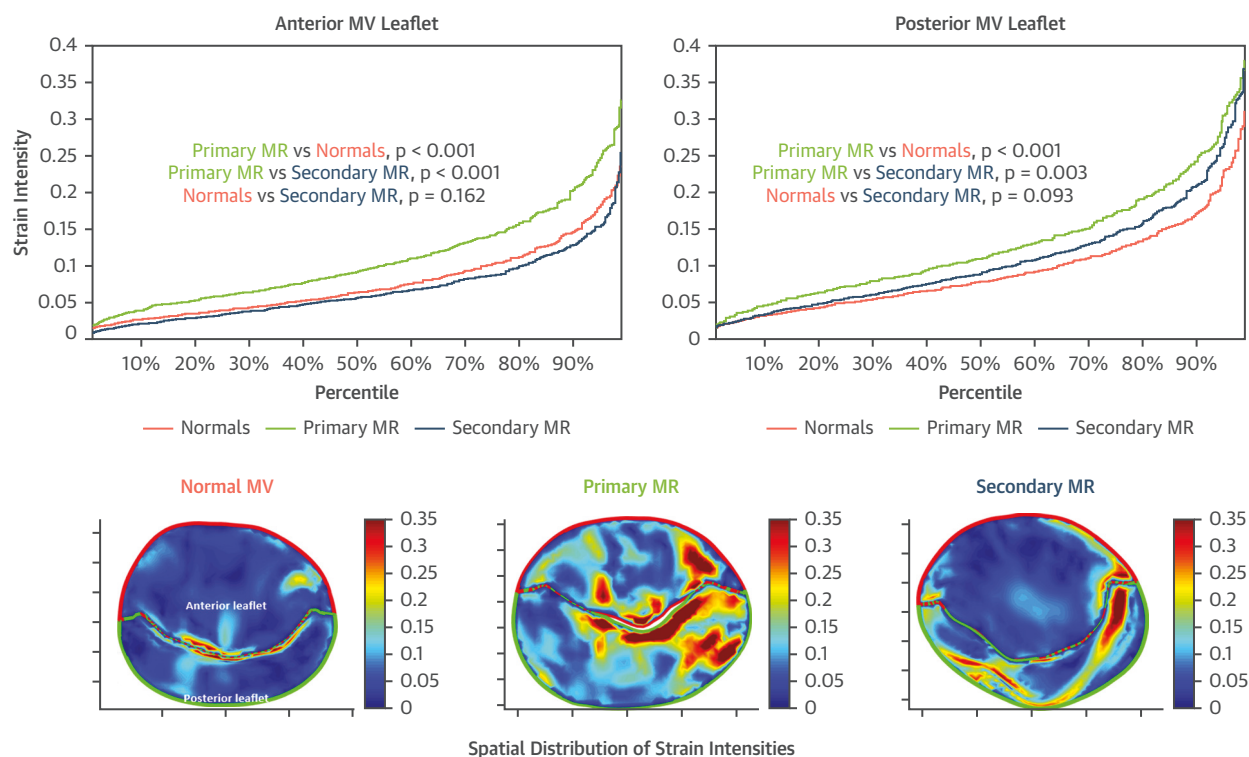 Anterior MV Leaflet
Strain Intensity
0.4
0.35
0.3
0.25
0.2
0.15
0.1
0.05
0
Primary MR vs Normals, p < 0.001
Primary MR vs Secondary MR, p < 0.001
Normals vs Secondary MR, p = 0.162
10% 20% 30% 40% 50% 60% 70% 80% 90%
Percentile
Normals Primary MR Secondary MR
Posterior MV Leaflet
0.4
0.35
0.3
0.25
0.2
0.15
0.1
0.05
0
Primary MR vs Normals, p < 0.001
Primary MR vs Secondary MR, p = 0.003
Normals vs Secondary MR, p = 0.093
10% 20% 30% 40% 50% 60% 70% 80% 90%
Percentile
Normals Primary MR Secondary MR
Normal MV
Anterior leaflet
Posterior leaflet
0.35
0.3
0.25
0.2
0.15
0.1
0.05
0
Primary MR
0.35
0.3
0.25
0.2
0.15
0.1
0.05
0
Secondary MR
0.35
0.3
0.25
0.2
0.15
0.1
0.05
0
Spatial Distribution of Strain Intensities